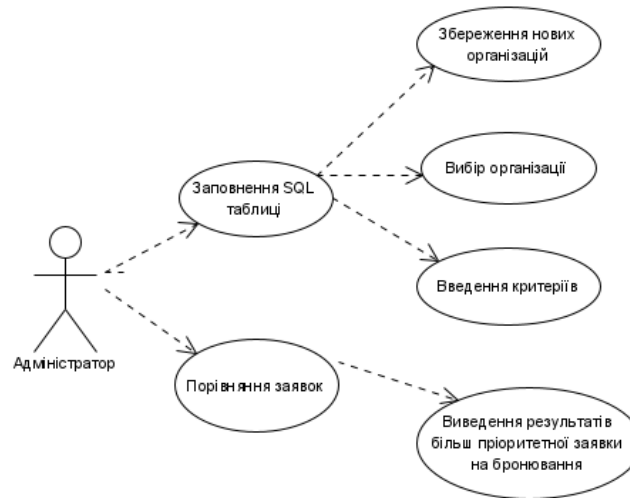 Збереження нових
організацій
Вибір організації
Заповнення SQL
таблиці
Введення критеріїв
Адміністратор
Порівняння заявок
Виведення результатів
більш пріоритетної заявки
на бронювання